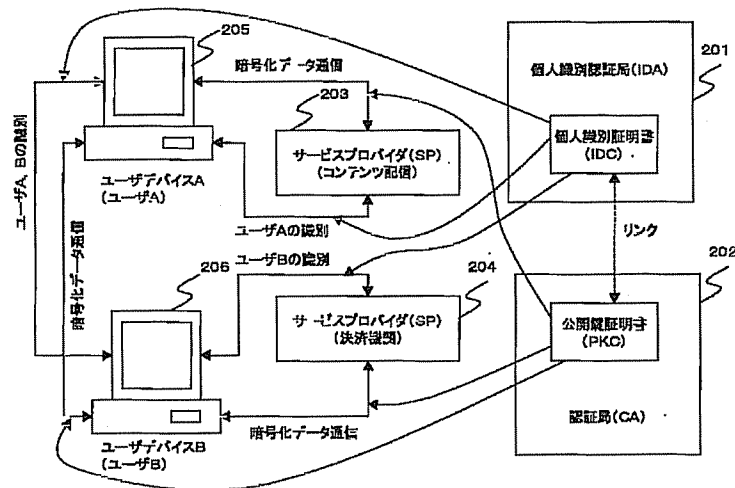 205
暗号化データ通信
203
サービスプロバイダ(SP)
(コンテンツ配信)
個人識別認証局(IDA)
201
個人識別証明書
(IDC)
ユーザA、Bの識別
ユーザデバイスA
(ユーザA)
ユーザAの識別
ユーザBの識別
リンク
暗号化データ通信
206
204
サービスプロバイダ(SP)
(決済機関)
202
公開鍵証明書
(PKC)
認証局(CA)
ユーザデバイスB
(ユーザB)
暗号化データ通信